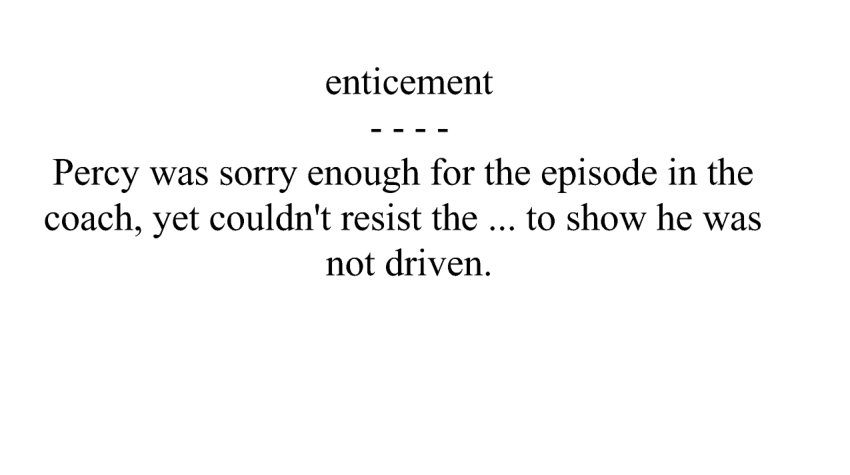 enticement
- - - -
Percy was sorry enough for the episode in the
coach, yet couldn't resist the ... to show he was
not driven.